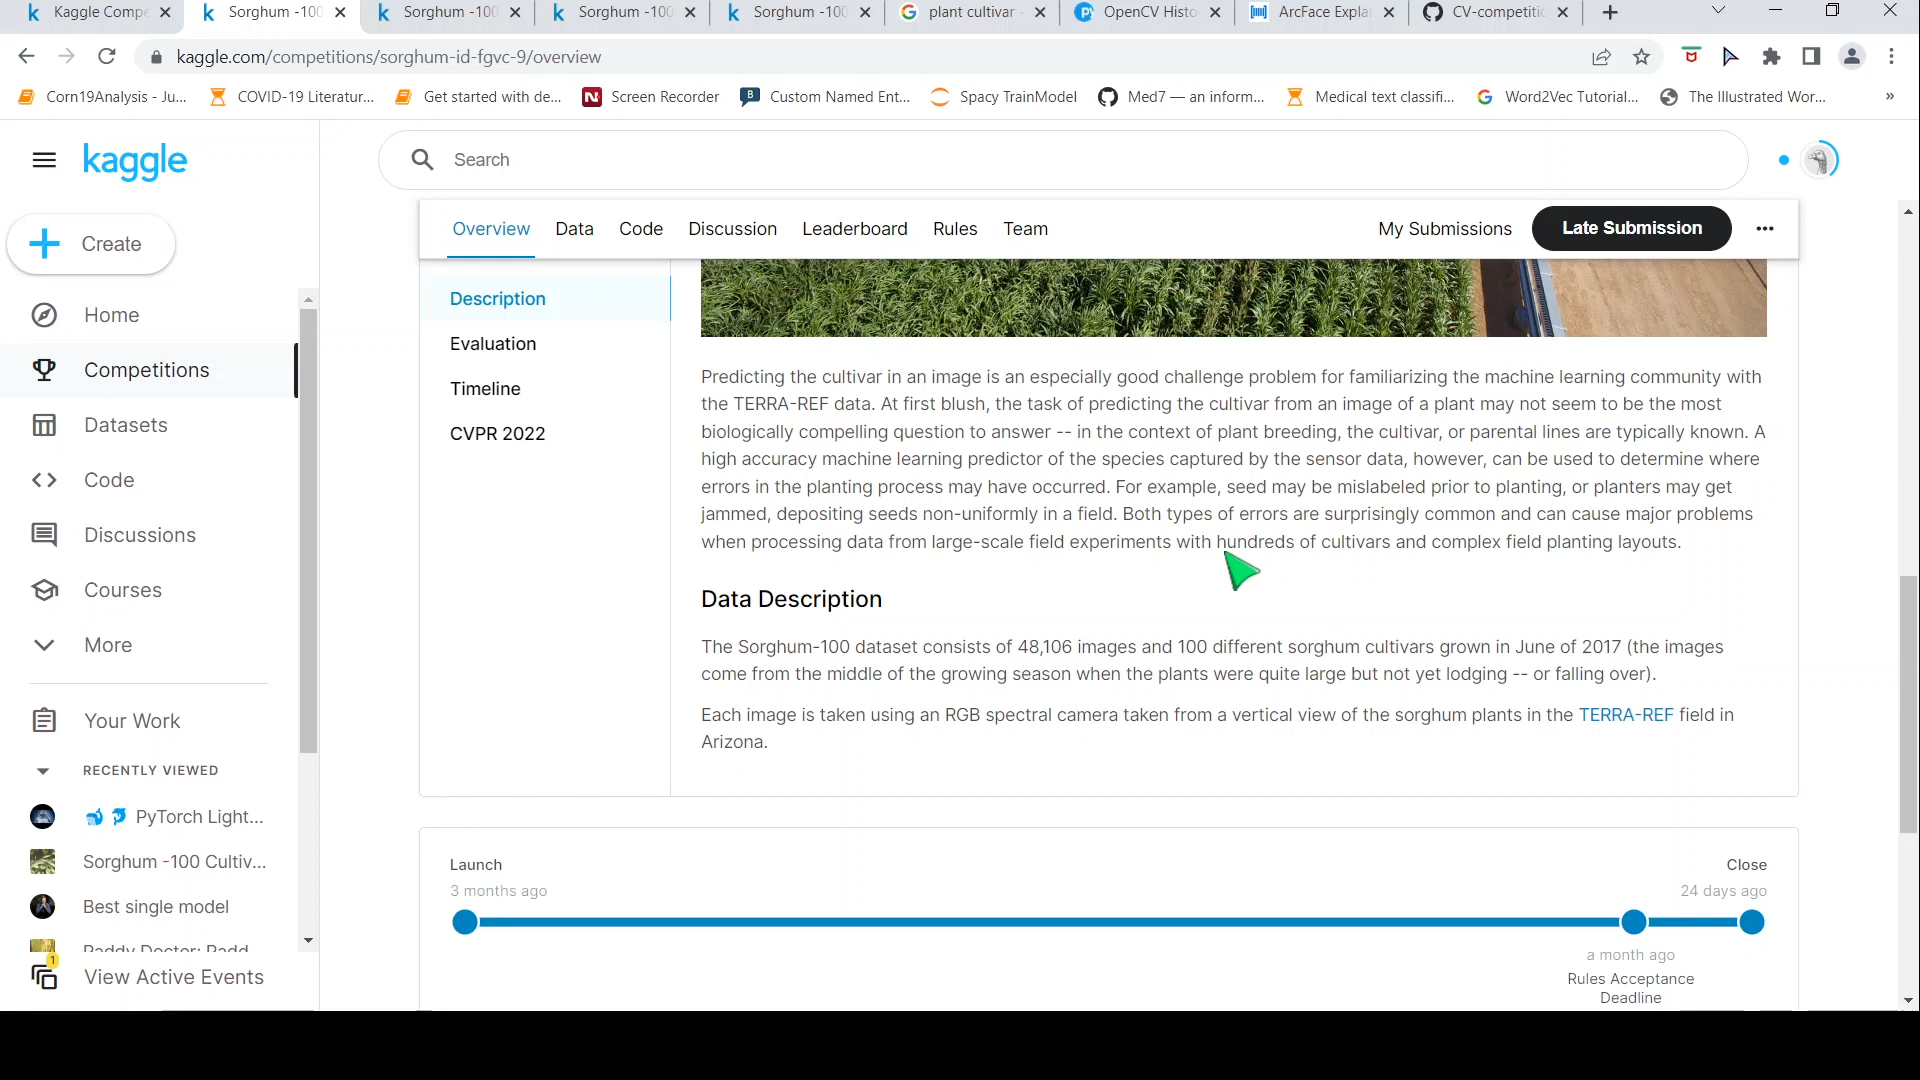 Kaggle Compe
Sorghum -100
Sorghum -100
Sorghum -100
Sorghum -100
plant cultivar -
OpenCV Histo
ArcFace Expla
CV-competitic
kaggle.com/competitions/sorghum-id-fgvc-9/overview
Corn19Analysis - Ju...
COVID-19 Literatur...
Get started with de...
Screen Recorder
Custom Named Ent...
Spacy TrainModel
Med7 — an inform...
Medical text classifi...
Word2Vec Tutorial...
The Illustrated Wor...
»
kaggle
Search
Create
Home
Competitions
Datasets
Code
Discussions
Courses
More
Your Work
RECENTLY VIEWED
PyTorch Light...
Sorghum -100 Cultiv...
Best single model
Paddy Doctor: Padd
1
View Active Events
Overview Data Code Discussion Leaderboard Rules Team
My Submissions
Late Submission
Description
Evaluation
Timeline
CVPR 2022
Predicting the cultivar in an image is an especially good challenge problem for familiarizing the machine learning community with
the TERRA-REF data. At first blush, the task of predicting the cultivar from an image of a plant may not seem to be the most
biologically compelling question to answer -- in the context of plant breeding, the cultivar, or parental lines are typically known. A
high accuracy machine learning predictor of the species captured by the sensor data, however, can be used to determine where
errors in the planting process may have occurred. For example, seed may be mislabeled prior to planting, or planters may get
jammed, depositing seeds non-uniformly in a field. Both types of errors are surprisingly common and can cause major problems
when processing data from large-scale field experiments with hundreds of cultivars and complex field planting layouts.
Data Description
The Sorghum-100 dataset consists of 48,106 images and 100 different sorghum cultivars grown in June of 2017 (the images
come from the middle of the growing season when the plants were quite large but not yet lodging -- or falling over).
Each image is taken using an RGB spectral camera taken from a vertical view of the sorghum plants in the TERRA-REF field in
Arizona.
Launch
3 months ago
Close
24 days ago
a month ago
Rules Acceptance
Deadline